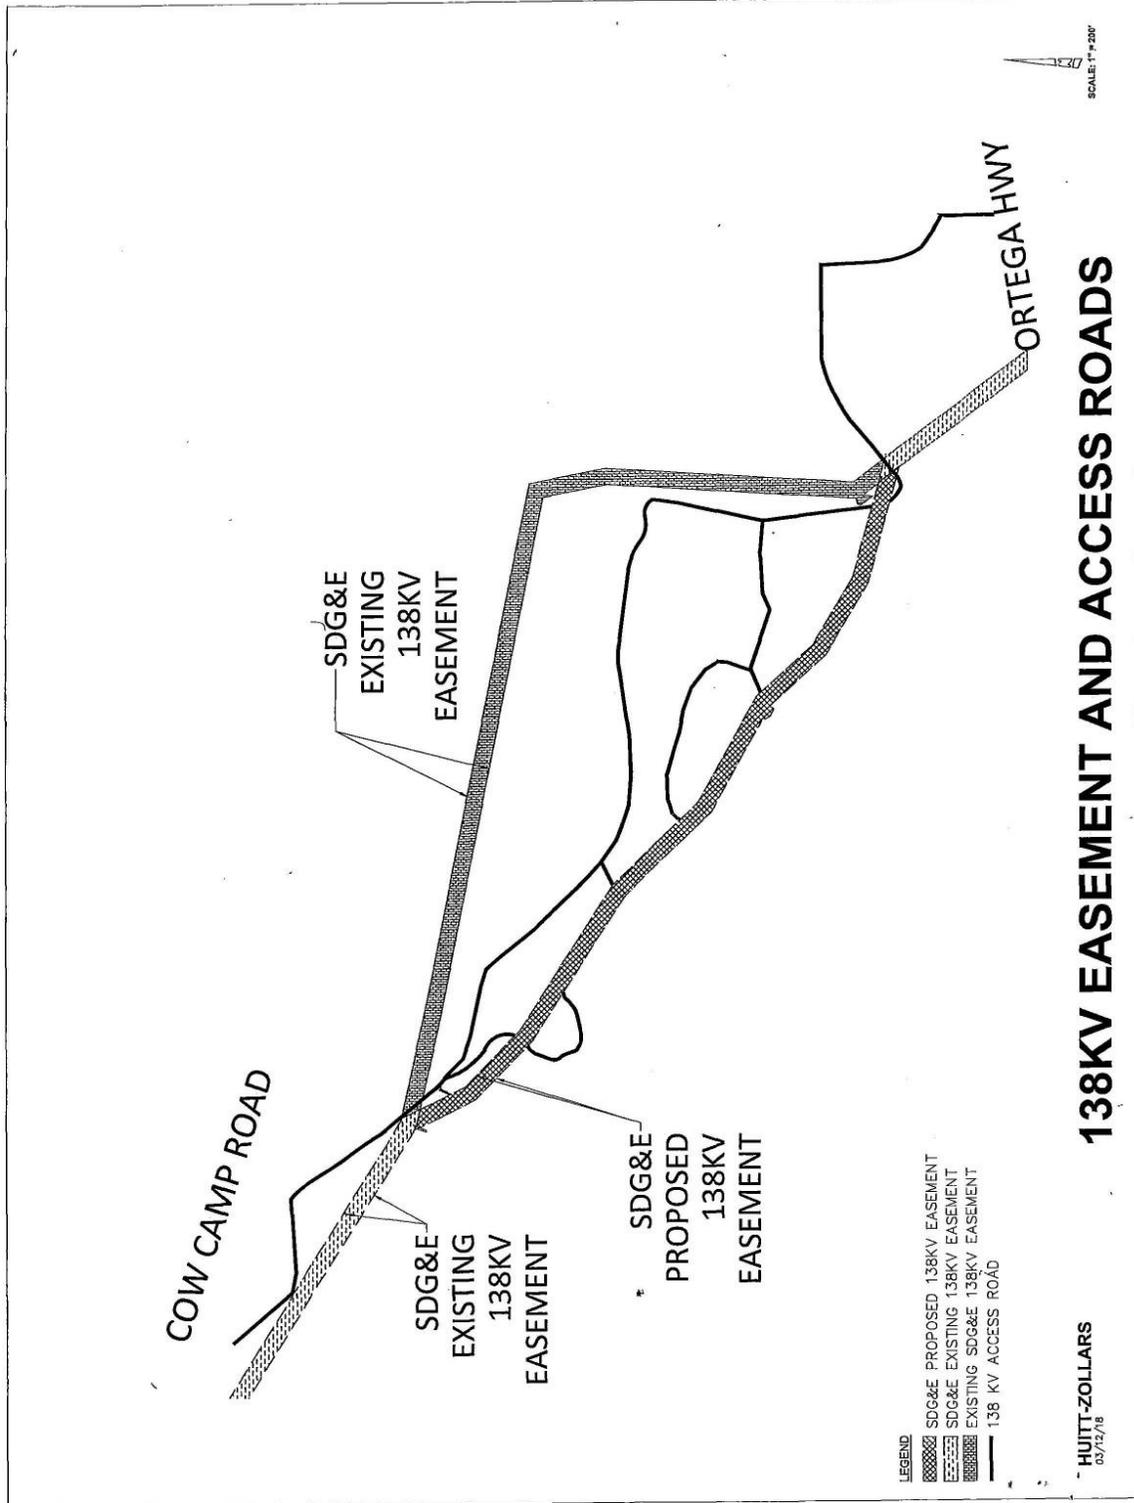 COW CAMP ROAD
SDG&E
EXISTING
138KV
EASEMENT
SDG&E
EXISTING
138KV
EASEMENT
SDG&E
PROPOSED
138KV
EASEMENT
ORTEGA HWY
LEGEND
SDG&E PROPOSED 138KV EASEMENT
SDG&E EXISTING 138KV EASEMENT
EXISTING SDG&E 138KV EASEMENT
138 KV ACCESS ROAD
SCALE: 1"=200'
HUITT-ZOLLARS
03/12/18
138KV EASEMENT AND ACCESS ROADS